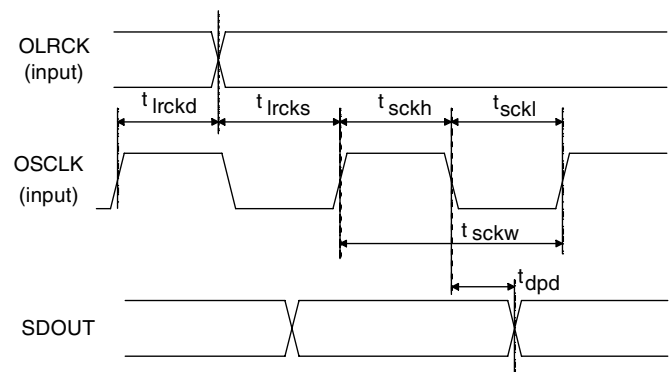 OLRCK
(input)
t lrckd
t lrcks
t sckh
t sckl
OSCLK
(input)
t sckw
t dpd
SDOUT